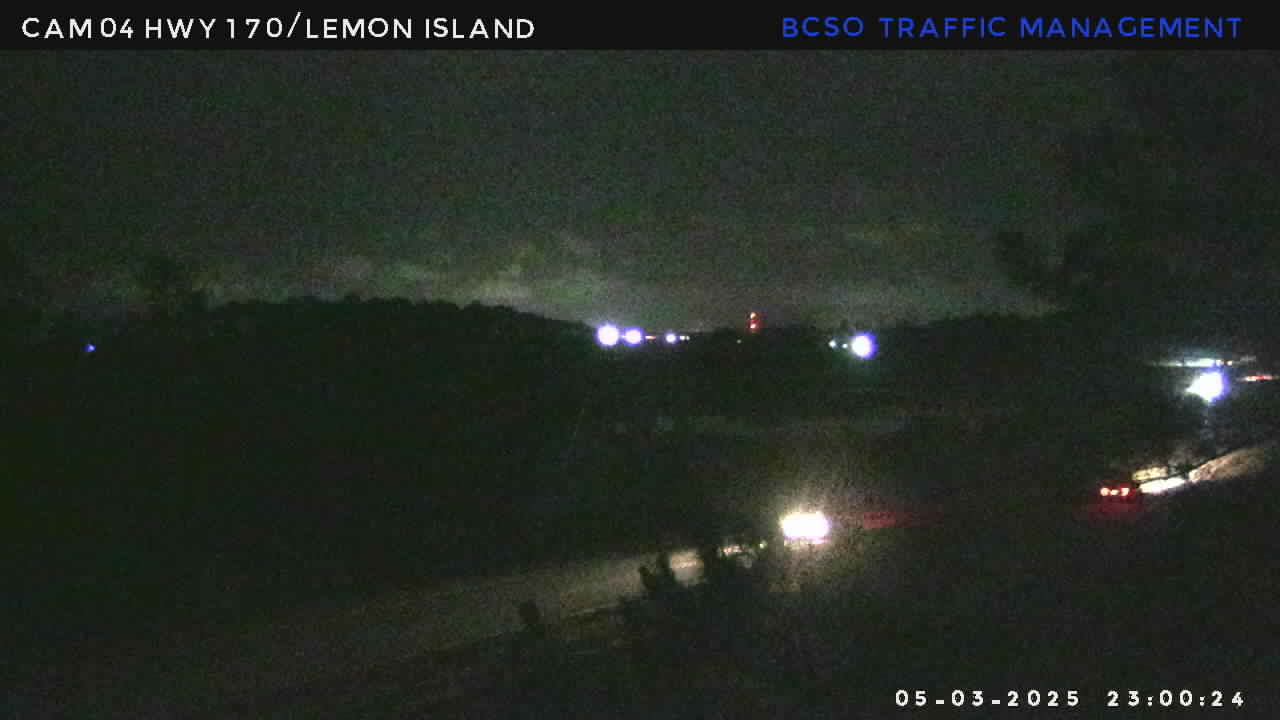 CAM04 HWY 170/LEMON ISLAND
BCSO TRAFFIC MANAGEMENT
05-03-2025 23:00:24